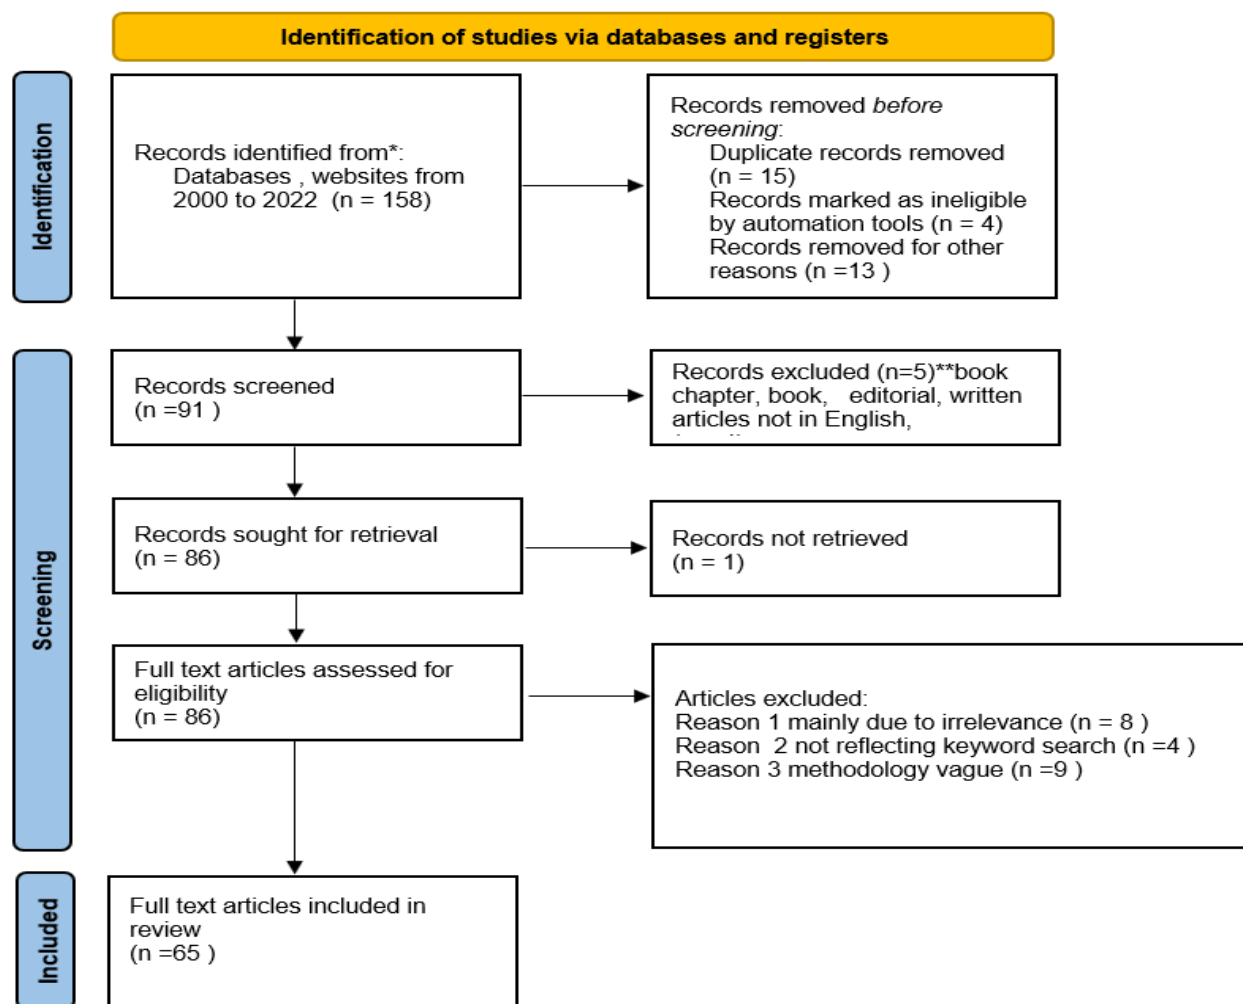 Identification of studies via databases and registers
Identification
Records identified from*:
Databases , websites from
2000 to 2022  (n = 158)
Records removed before
screening:
Duplicate records removed
(n = 15)
Records marked as ineligible
by automation tools (n = 4)
Records removed for other
reasons (n =13 )
Screening
Records screened
(n =91 )
Records excluded (n=5)**book
chapter, book,   editorial, written
articles not in English,
Records sought for retrieval
(n = 86)
Records not retrieved
(n = 1)
Full text articles assessed for
eligibility
(n = 86)
Articles excluded:
Reason 1 mainly due to irrelevance (n = 8 )
Reason  2 not reflecting keyword search (n =4 )
Reason 3 methodology vague (n =9 )
Included
Full text articles included in
review
(n =65 )